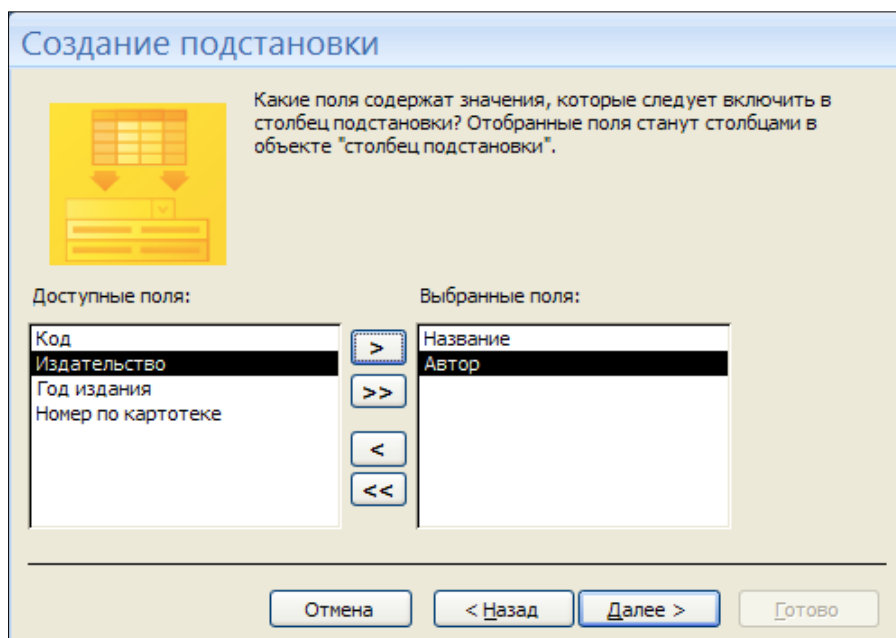 Создание подстановки
Какие поля содержат значения, которые следует включить в
столбец подстановки? Отобранные поля станут столбцами в
объекте "столбец подстановки".
Доступные поля:
Выбранные поля:
Код
Издательство
Год издания
Номер по картотеке
>
>>
<
<<
Название
Автор
Отмена
< Назад
Далее >
Готово